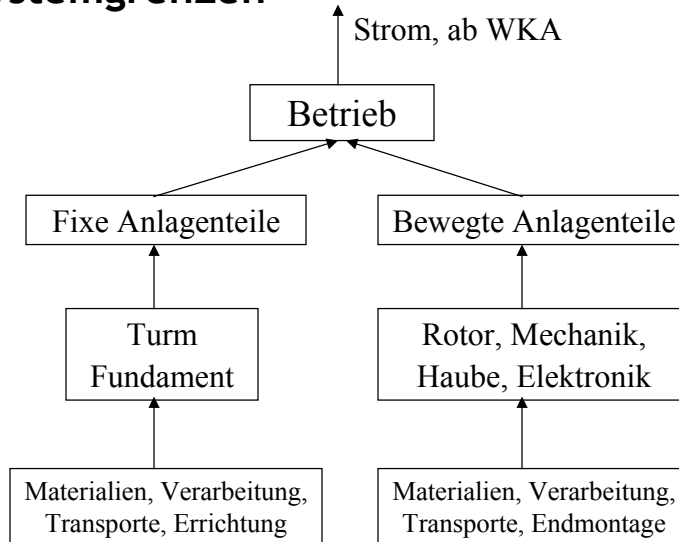 Strom, ab WKA
Betrieb
Fixe Anlagenteile
Bewegte Anlagenteile
Turm
Fundament
Rotor, Mechanik,
Haube, Elektronik
Materialien, Verarbeitung,
Transporte, Errichtung
Materialien, Verarbeitung,
Transporte, Endmontage